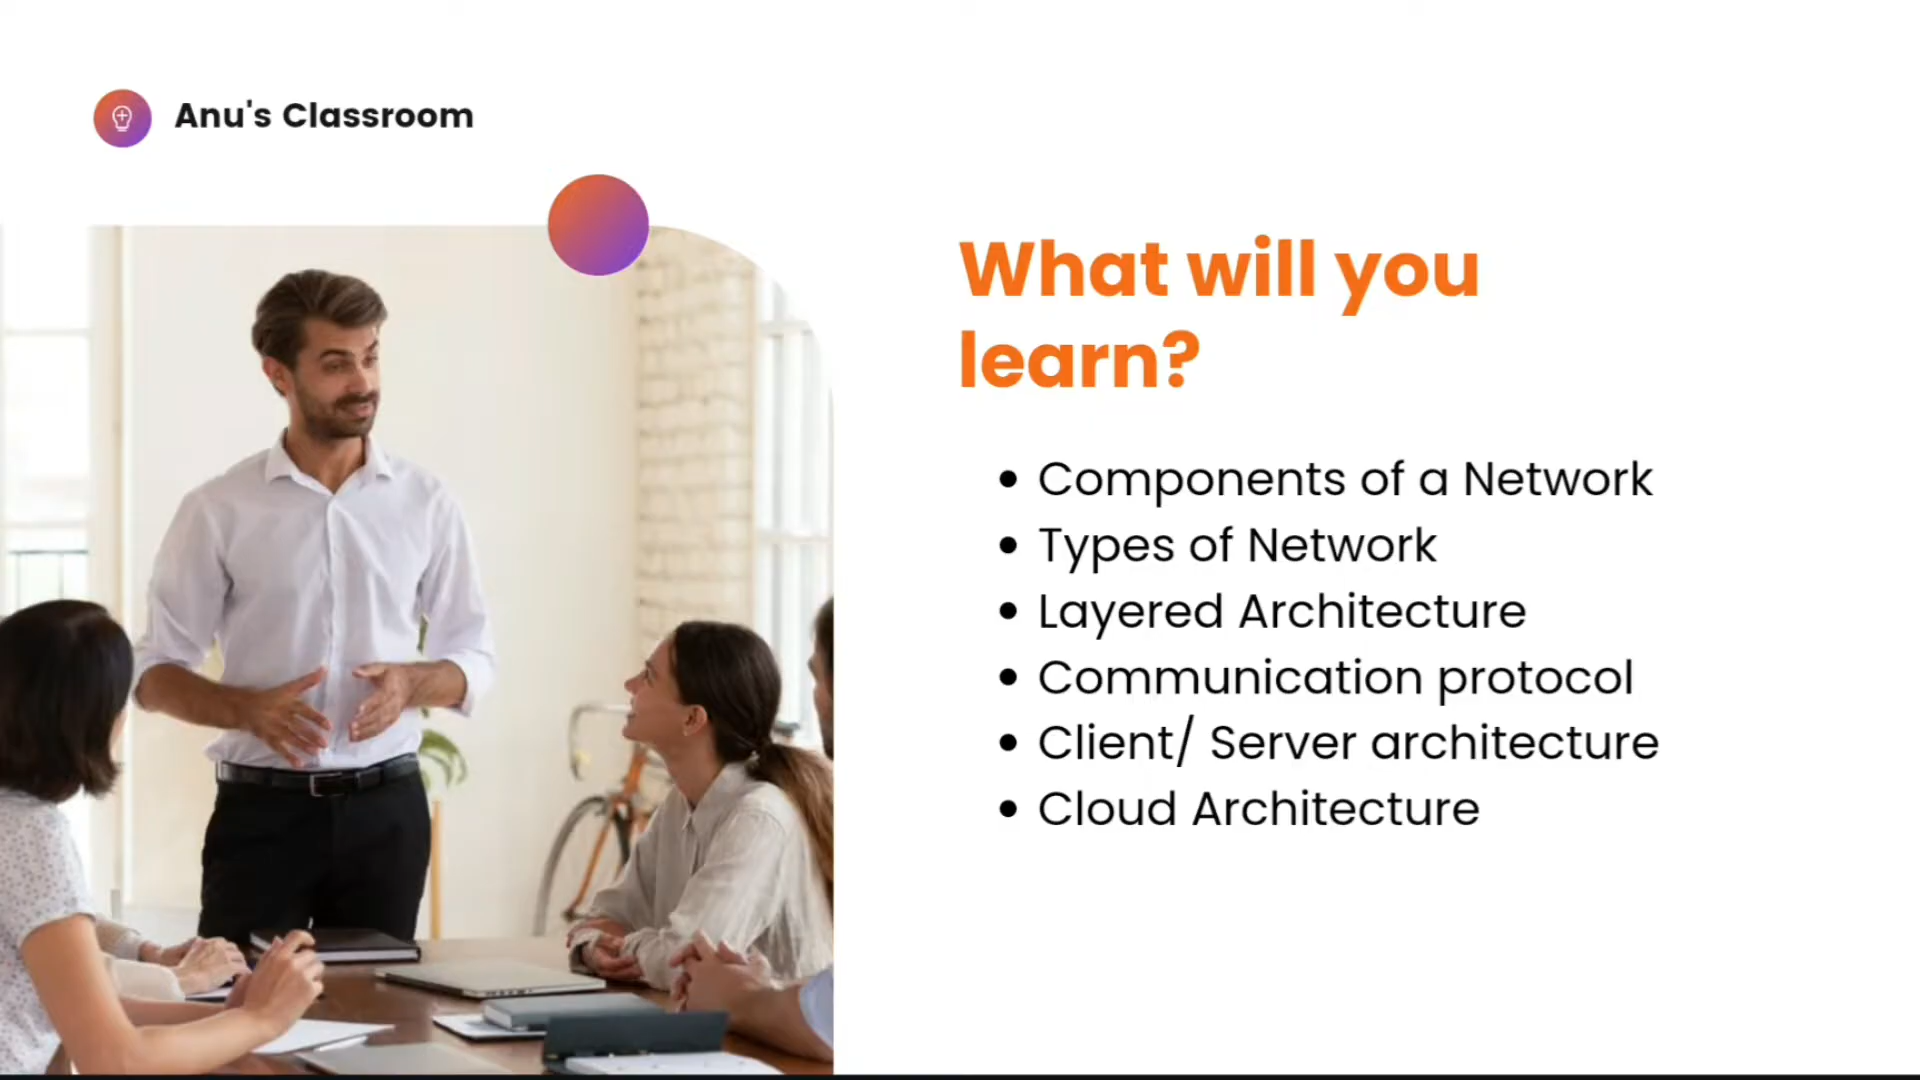 Anu's Classroom
What will you
learn?
• Components of a Network
• Types of Network
• Layered Architecture
• Communication protocol
• Client/ Server architecture
• Cloud Architecture